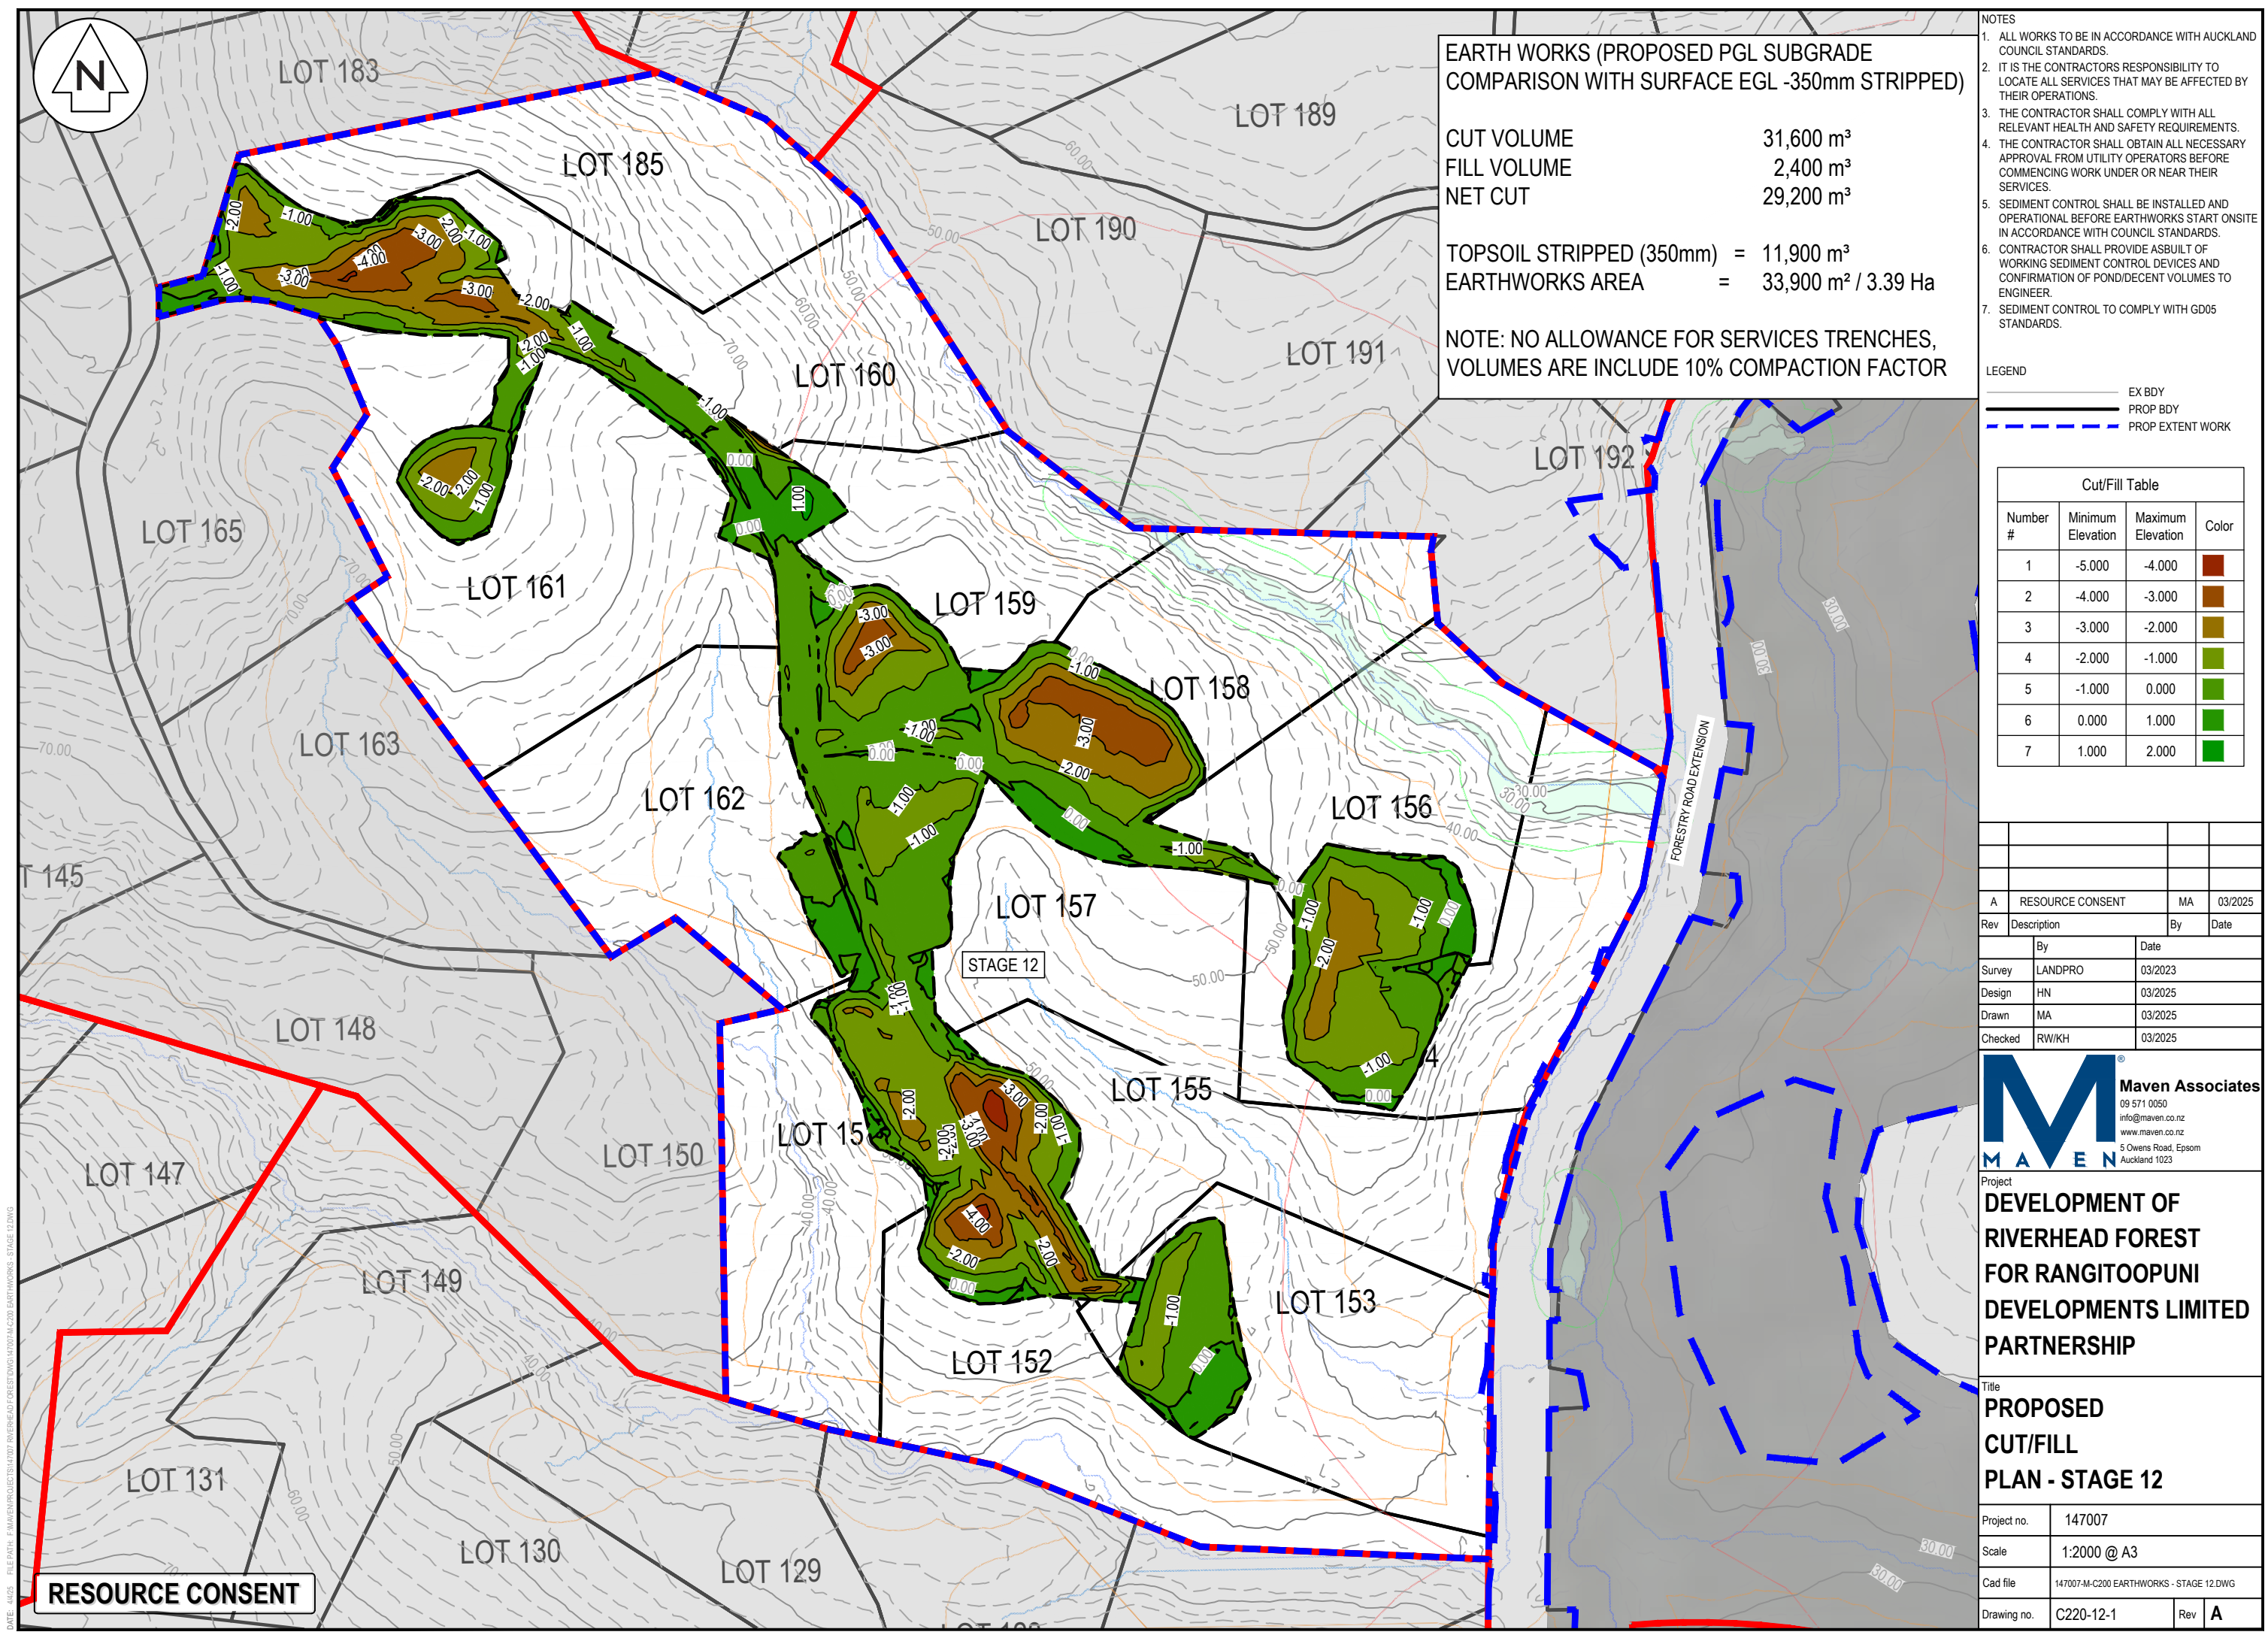 N
LOT 183
LOT 185
LOT 189
LOT 190
LOT 191
LOT 192
LOT 160
LOT 165
LOT 161
LOT 159
LOT 158
LOT 163
LOT 162
LOT 156
LOT 157
STAGE 12
T 145
LOT 148
LOT 155
4
LOT 15
LOT 150
LOT 147
LOT 149
LOT 153
LOT 152
LOT 131
LOT 130
LOT 129
FORESTRY ROAD EXTENSION
RESOURCE CONSENT
EARTH WORKS (PROPOSED PGL SUBGRADE
COMPARISON WITH SURFACE EGL -350mm STRIPPED)
CUT VOLUME 31,600 m³
FILL VOLUME 2,400 m³
NET CUT 29,200 m³
TOPSOIL STRIPPED (350mm) = 11,900 m³
EARTHWORKS AREA = 33,900 m² / 3.39 Ha
NOTE: NO ALLOWANCE FOR SERVICES TRENCHES,
VOLUMES ARE INCLUDE 10% COMPACTION FACTOR
NOTES
1. ALL WORKS TO BE IN ACCORDANCE WITH AUCKLAND
COUNCIL STANDARDS.
2. IT IS THE CONTRACTORS RESPONSIBILITY TO
LOCATE ALL SERVICES THAT MAY BE AFFECTED BY
THEIR OPERATIONS.
3. THE CONTRACTOR SHALL COMPLY WITH ALL
RELEVANT HEALTH AND SAFETY REQUIREMENTS.
4. THE CONTRACTOR SHALL OBTAIN ALL NECESSARY
APPROVAL FROM UTILITY OPERATORS BEFORE
COMMENCING WORK UNDER OR NEAR THEIR
SERVICES.
5. SEDIMENT CONTROL SHALL BE INSTALLED AND
OPERATIONAL BEFORE EARTHWORKS START ONSITE
IN ACCORDANCE WITH COUNCIL STANDARDS.
6. CONTRACTOR SHALL PROVIDE ASBUILT OF
WORKING SEDIMENT CONTROL DEVICES AND
CONFIRMATION OF POND/DECENT VOLUMES TO
ENGINEER.
7. SEDIMENT CONTROL TO COMPLY WITH GD05
STANDARDS.
LEGEND
EX BDY
PROP BDY
PROP EXTENT WORK
Cut/Fill Table
Number # Minimum Elevation Maximum Elevation Color
1 -5.000 -4.000
2 -4.000 -3.000
3 -3.000 -2.000
4 -2.000 -1.000
5 -1.000 0.000
6 0.000 1.000
7 1.000 2.000
A RESOURCE CONSENT MA 03/2025
Rev Description By Date
By Date
Survey LANDPRO 03/2023
Design HN 03/2025
Drawn MA 03/2025
Checked RW/KH 03/2025
MAVEN ®
Maven Associates
09 571 0050
info@maven.co.nz
www.maven.co.nz
5 Owens Road, Epsom
Auckland 1023
Project
DEVELOPMENT OF
RIVERHEAD FOREST
FOR RANGITOOPUNI
DEVELOPMENTS LIMITED
PARTNERSHIP
Title
PROPOSED
CUT/FILL
PLAN - STAGE 12
Project no. 147007
Scale 1:2000 @ A3
Cad file 147007-M-C200 EARTHWORKS - STAGE 12.DWG
Drawing no. C220-12-1 Rev A